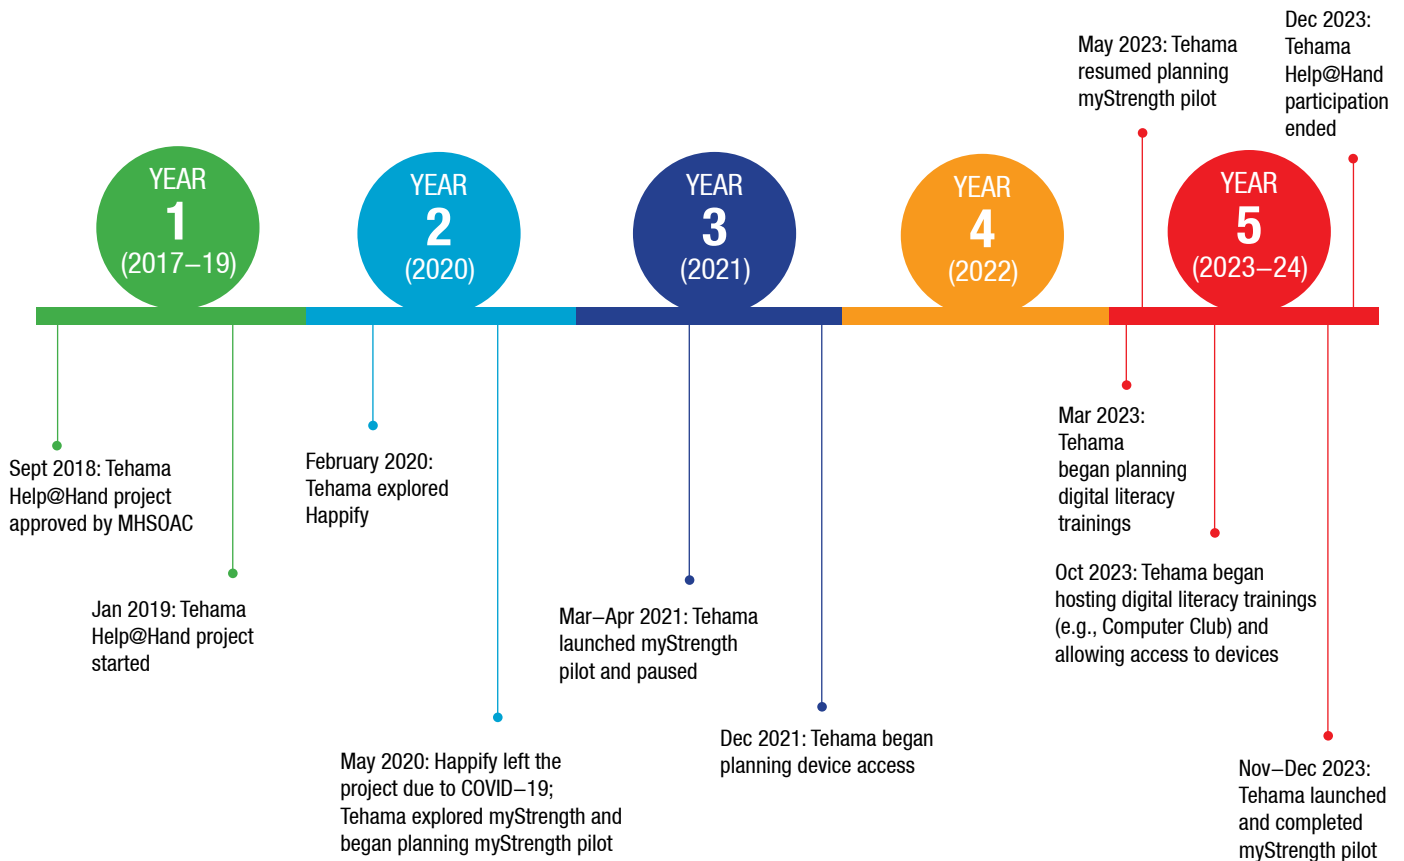 May 2023: Tehama
resumed planning
myStrength pilot
Dec 2023:
Tehama
Help@Hand
participation
ended
YEAR
1
(2017–19)
YEAR
2
(2020)
YEAR
3
(2021)
YEAR
4
(2022)
YEAR
5
(2023–24)
Sept 2018: Tehama
Help@Hand project
approved by MHSOAC
Jan 2019: Tehama
Help@Hand project
started
February 2020:
Tehama explored
Happify
May 2020: Happify left the
project due to COVID–19;
Tehama explored myStrength and
began planning myStrength pilot
Mar–Apr 2021: Tehama
launched myStrength
pilot and paused
Dec 2021: Tehama began
planning device access
Mar 2023:
Tehama
began planning
digital literacy
trainings
Oct 2023: Tehama began
hosting digital literacy trainings
(e.g., Computer Club) and
allowing access to devices
Nov–Dec 2023:
Tehama launched
and completed
myStrength pilot